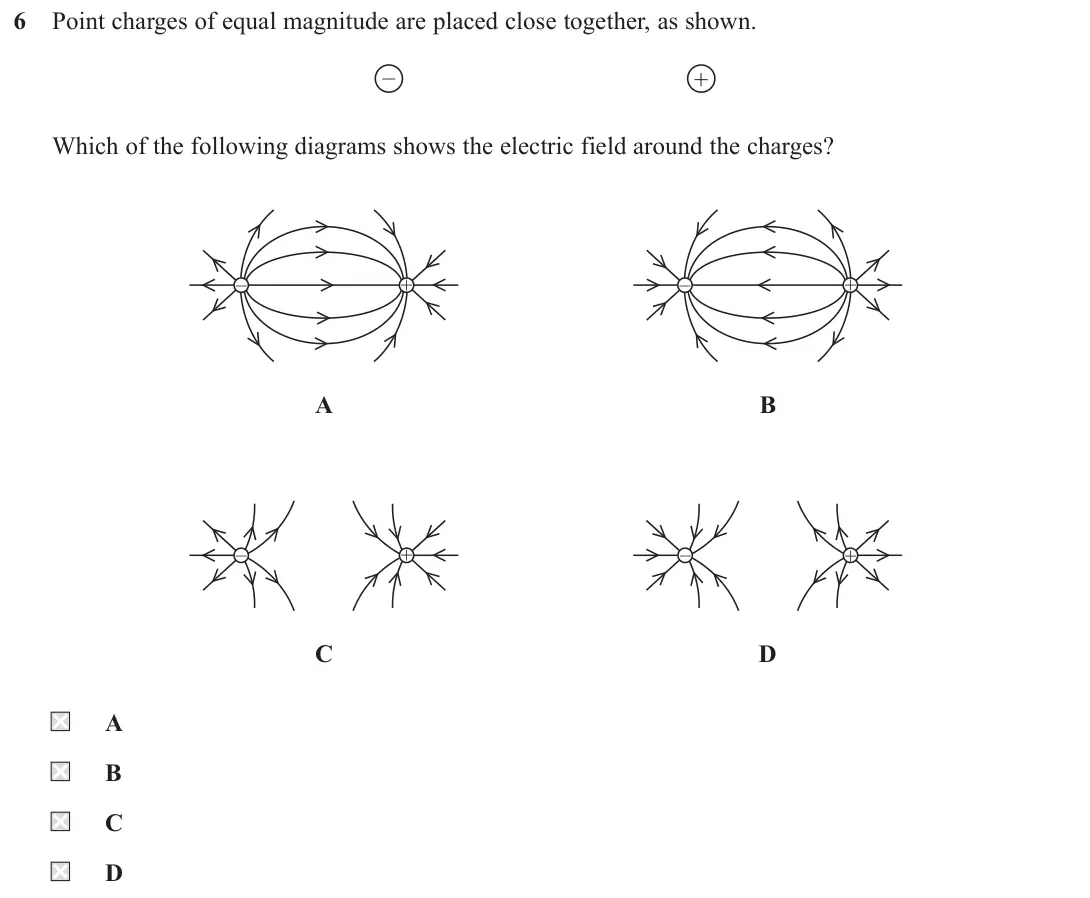 6 Point charges of equal magnitude are placed close together, as shown.
− +
Which of the following diagrams shows the electric field around the charges?
− + − +
A B
− + − +
C D
A
B
C
D